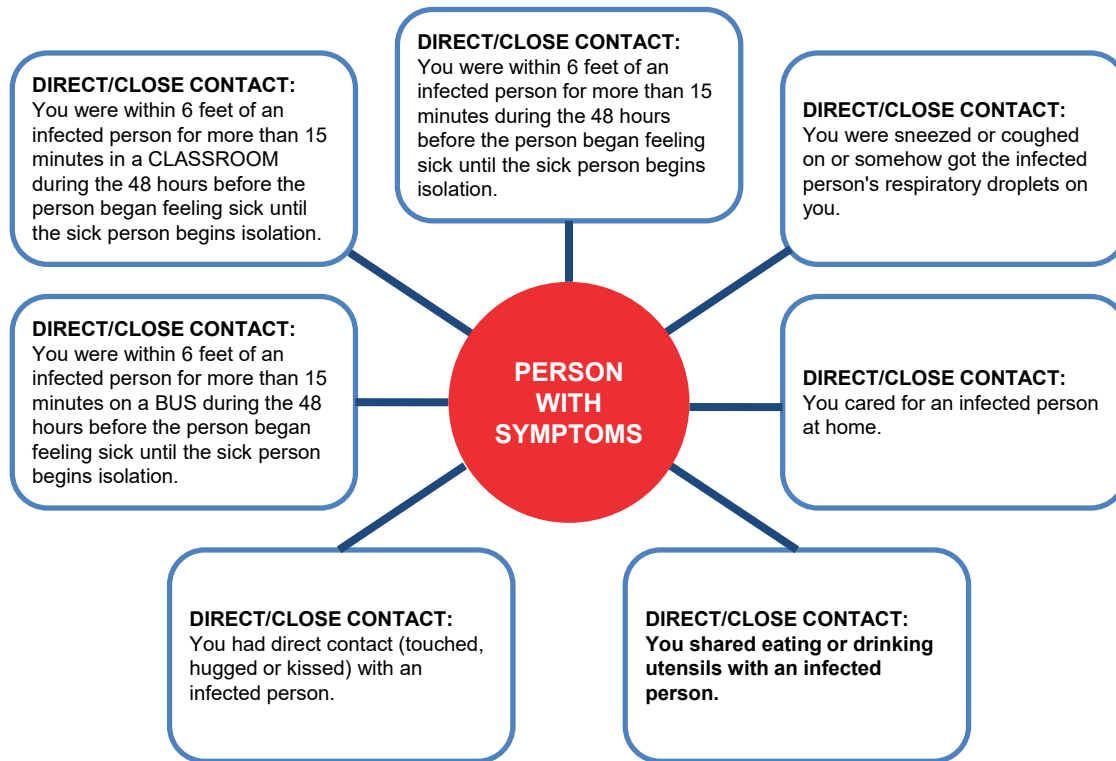 DIRECT/CLOSE CONTACT:
You were within 6 feet of an
infected person for more than 15
minutes in a CLASSROOM
during the 48 hours before the
person began feeling sick until
the sick person begins isolation.
DIRECT/CLOSE CONTACT:
You were within 6 feet of an
infected person for more than 15
minutes during the 48 hours
before the person began feeling
sick until the sick person begins
isolation.
DIRECT/CLOSE CONTACT:
You were sneezed or coughed
on or somehow got the infected
person's respiratory droplets on
you.
DIRECT/CLOSE CONTACT:
You were within 6 feet of an
infected person for more than 15
minutes on a BUS during the 48
hours before the person began
feeling sick until the sick person
begins isolation.
PERSON
WITH
SYMPTOMS
DIRECT/CLOSE CONTACT:
You cared for an infected person
at home.
DIRECT/CLOSE CONTACT:
You had direct contact (touched,
hugged or kissed) with an
infected person.
DIRECT/CLOSE CONTACT:
You shared eating or drinking
utensils with an infected
person.